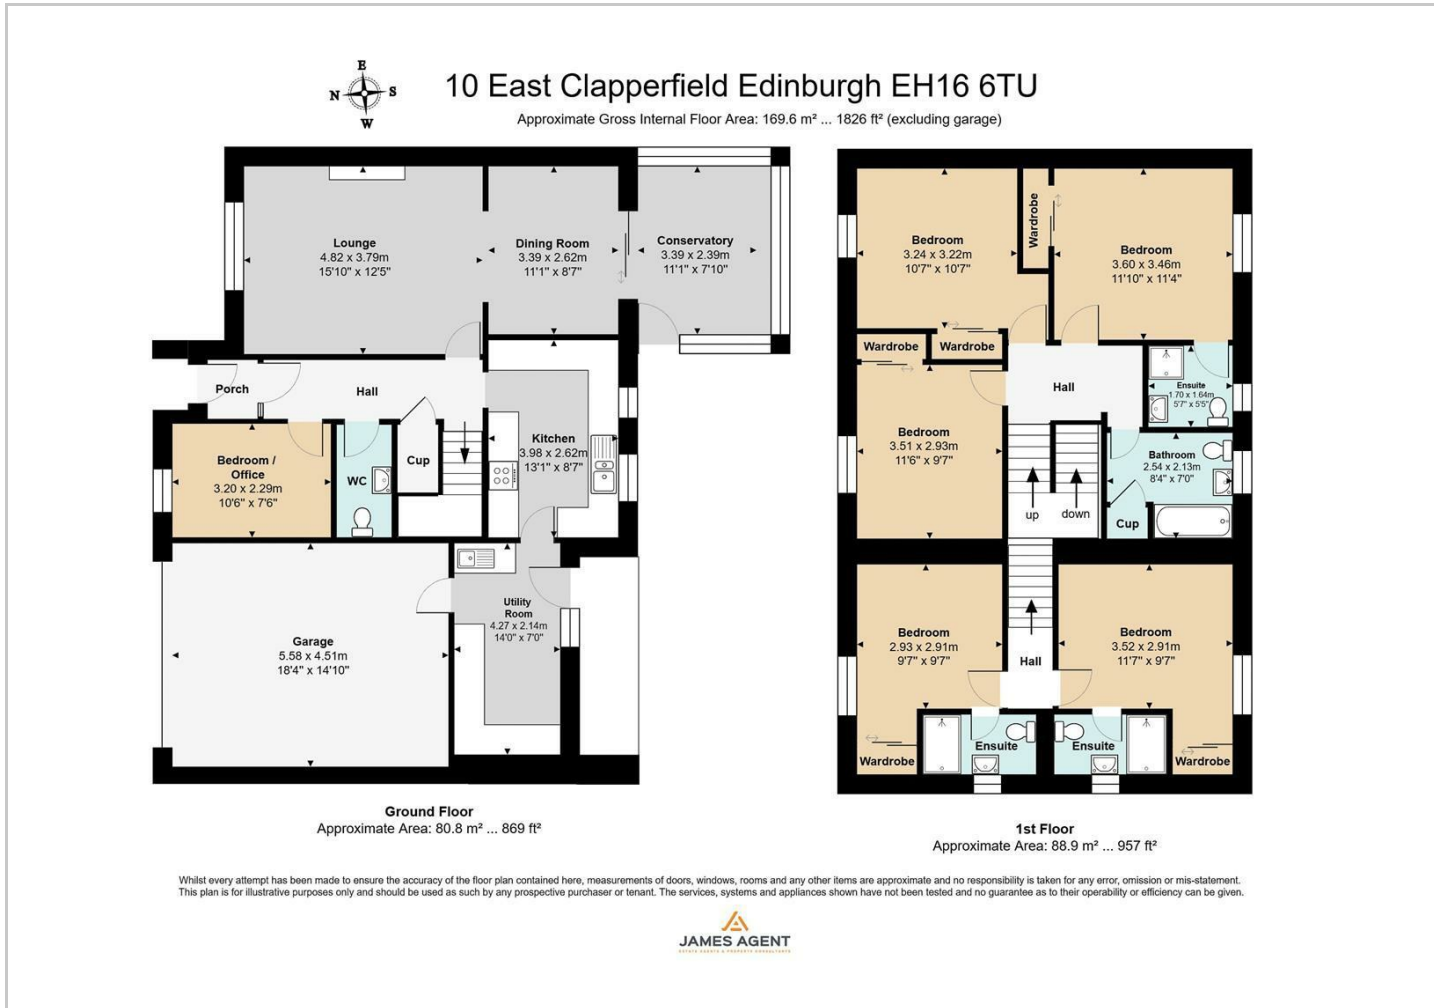 E
N
S
W
10 East Clapperfield Edinburgh EH16 6TU
Approximate Gross Internal Floor Area: 169.6 m² ... 1826 ft² (excluding garage)
Lounge
4.82 x 3.79m
15'10" x 12'5"
Dining Room
3.39 x 2.62m
11'1" x 8'7"
Conservatory
3.39 x 2.39m
11'1" x 7'10"
Porch
Hall
Bedroom /
Office
3.20 x 2.29m
10'6" x 7'6"
WC
Cup
Kitchen
3.98 x 2.62m
13'1" x 8'7"
Garage
5.58 x 4.51m
18'4" x 14'10"
Utility
Room
4.27 x 2.14m
14'0" x 7'0"
Ground Floor
Approximate Area: 80.8 m² ... 869 ft²
Bedroom
3.24 x 3.22m
10'7" x 10'7"
Wardrobe
Bedroom
3.60 x 3.46m
11'10" x 11'4"
Wardrobe
Wardrobe
Hall
Ensuite
1.70 x 1.64m
5'7" x 5'5"
Bedroom
3.51 x 2.93m
11'6" x 9'7"
Bathroom
2.54 x 2.13m
8'4" x 7'0"
up
down
Cup
Bedroom
2.93 x 2.91m
9'7" x 9'7"
Hall
Bedroom
3.52 x 2.91m
11'7" x 9'7"
Wardrobe
Ensuite
Ensuite
Wardrobe
1st Floor
Approximate Area: 88.9 m² ... 957 ft²
Whilst every attempt has been made to ensure the accuracy of the floor plan contained here, measurements of doors, windows, rooms and any other items are approximate and no responsibility is taken for any error, omission or mis-statement.
This plan is for illustrative purposes only and should be used as such by any prospective purchaser or tenant. The services, systems and appliances shown have not been tested and no guarantee as to their operability or efficiency can be given.
JAMES AGENT
ESTATE AGENTS & PROPERTY CONSULTANTS